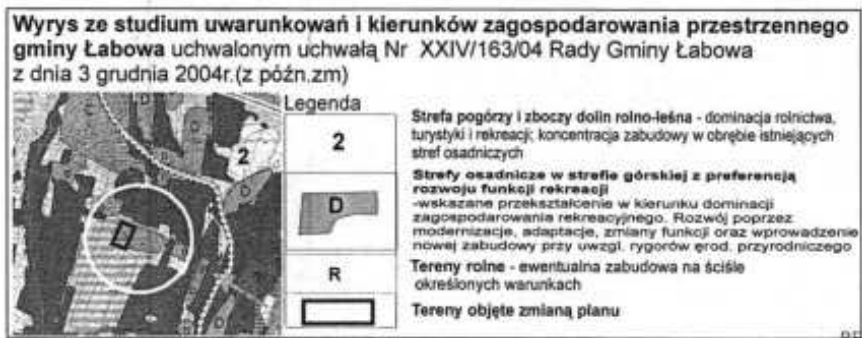 Wyrys ze studium uwarunkowań i kierunków zagospodarowania przestrzennego
gminy Łabowa uchwalonym uchwałą Nr XXIV/163/04 Rady Gminy Łabowa
z dnia 3 grudnia 2004r.(z późn.zm)
Legenda
2
Strefa pogórzy i zboczy dolin rolno-leśna - dominacja rolnictwa,
turystyki i rekreacji; koncentracja zabudowy w obrębie istniejących
stref osadniczych
D
Strefy osadnicze w strefie górskiej z preferencją
rozwoju funkcji rekreacji
-wskazane przekształcenie w kierunku dominacji
zagospodarowania rekreacyjnego. Rozwój poprzez
modernizacje, adaptacje, zmiany funkcji oraz wprowadzenie
nowej zabudowy przy uwzgl. rygorów środ. przyrodniczego
R
Tereny rolne - ewentualna zabudowa na ściśle
określonych warunkach
Tereny objęte zmianą planu
D
D
2
D
D
D